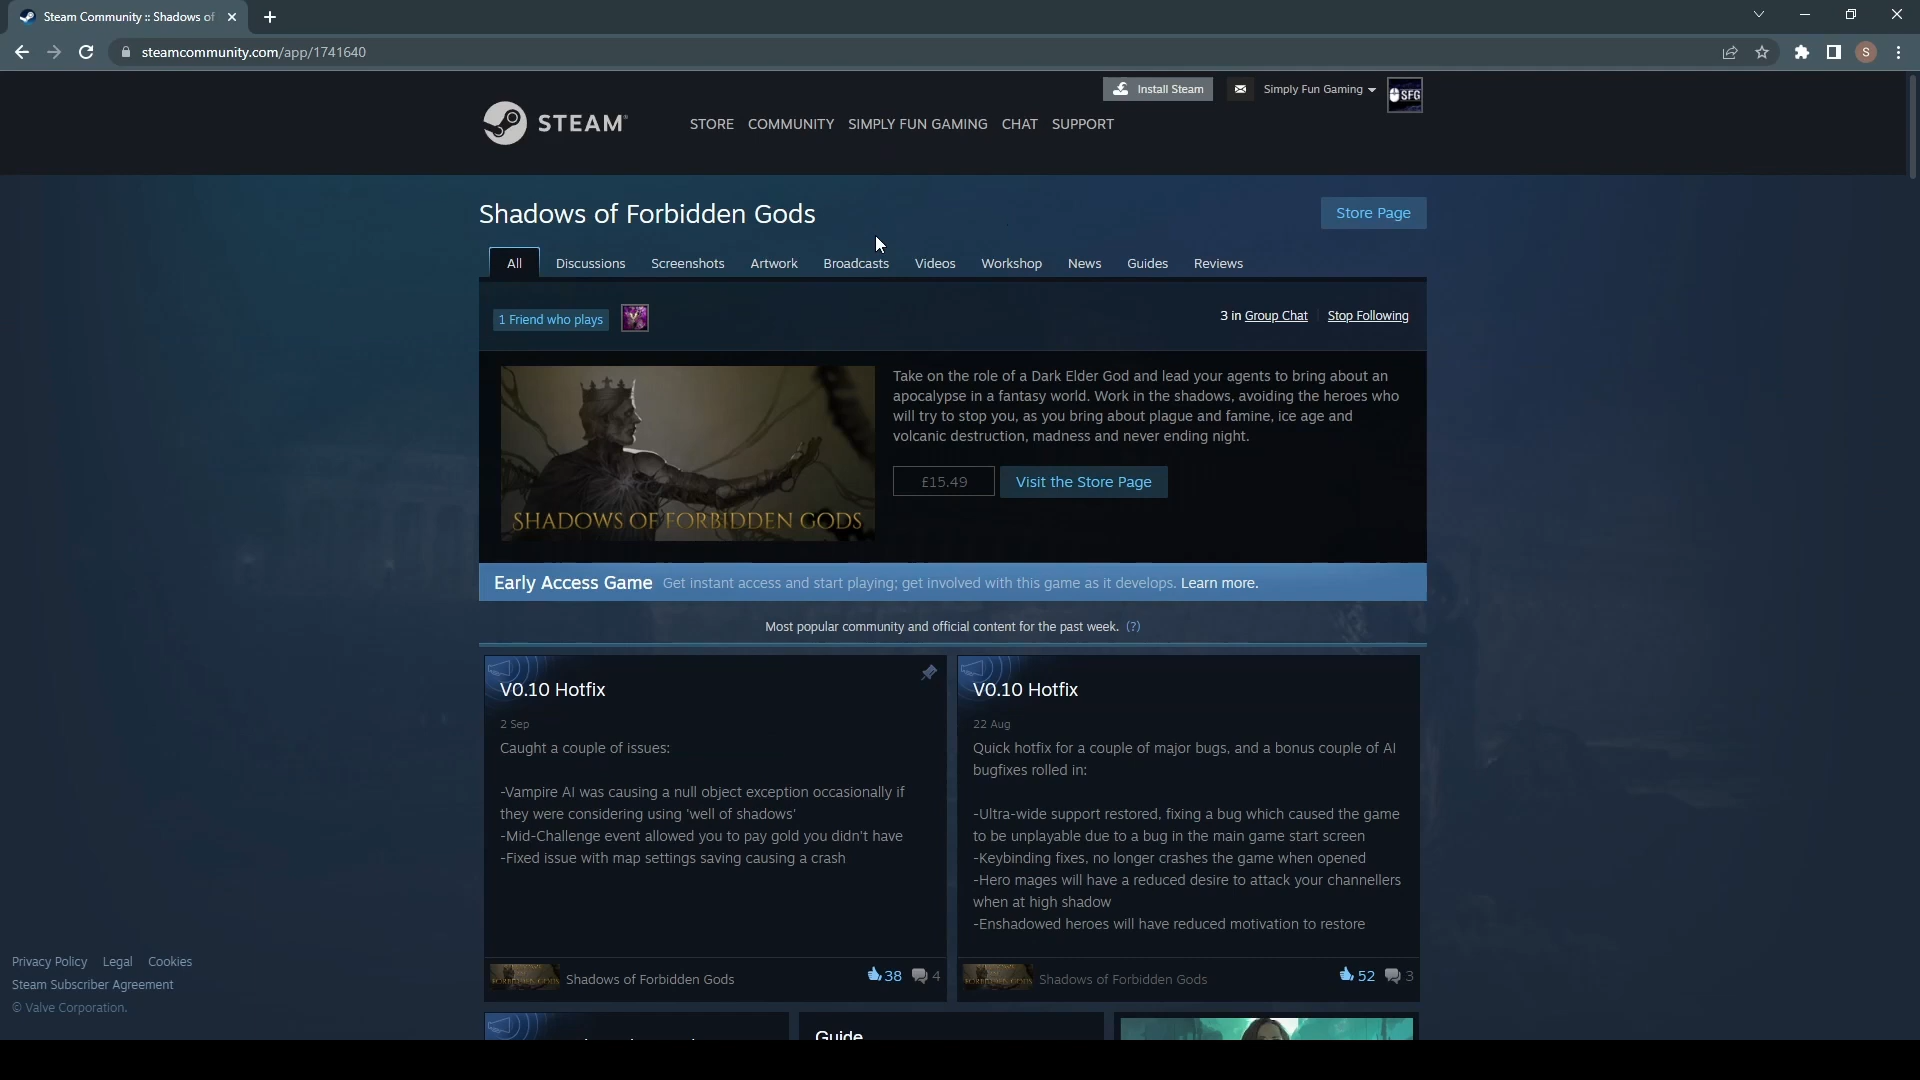 Steam Community :: Shadows of
steamcommunity.com/app/1741640
S
Install Steam
Simply Fun Gaming
SFG
STEAM®
STORE COMMUNITY SIMPLY FUN GAMING CHAT SUPPORT
Shadows of Forbidden Gods
Store Page
All Discussions Screenshots Artwork Broadcasts Videos Workshop News Guides Reviews
1 Friend who plays
3 in Group Chat
Stop Following
SHADOWS OF FORBIDDEN GODS
Take on the role of a Dark Elder God and lead your agents to bring about an
apocalypse in a fantasy world. Work in the shadows, avoiding the heroes who
will try to stop you, as you bring about plague and famine, ice age and
volcanic destruction, madness and never ending night.
£15.49
Visit the Store Page
Early Access Game Get instant access and start playing; get involved with this game as it develops. Learn more.
Most popular community and official content for the past week. (?)
V0.10 Hotfix
2 Sep
Caught a couple of issues:
-Vampire AI was causing a null object exception occasionally if
they were considering using 'well of shadows'
-Mid-Challenge event allowed you to pay gold you didn't have
-Fixed issue with map settings saving causing a crash
Shadows of Forbidden Gods
38
4
V0.10 Hotfix
22 Aug
Quick hotfix for a couple of major bugs, and a bonus couple of AI
bugfixes rolled in:
-Ultra-wide support restored, fixing a bug which caused the game
to be unplayable due to a bug in the main game start screen
-Keybinding fixes, no longer crashes the game when opened
-Hero mages will have a reduced desire to attack your channellers
when at high shadow
-Enshadowed heroes will have reduced motivation to restore
Shadows of Forbidden Gods
52
3
Guide
Privacy Policy Legal Cookies
Steam Subscriber Agreement
© Valve Corporation.